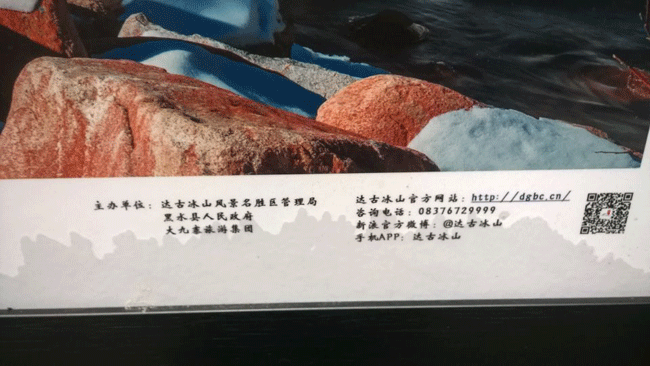 主办单位：达古冰山风景名胜区管理局
黑水县人民政府
大九寨旅游集团
达古冰山官方网站：http://dgbc.cn/
咨询电话：08376729999
新浪官方微博：@达古冰山
手机APP：达古冰山